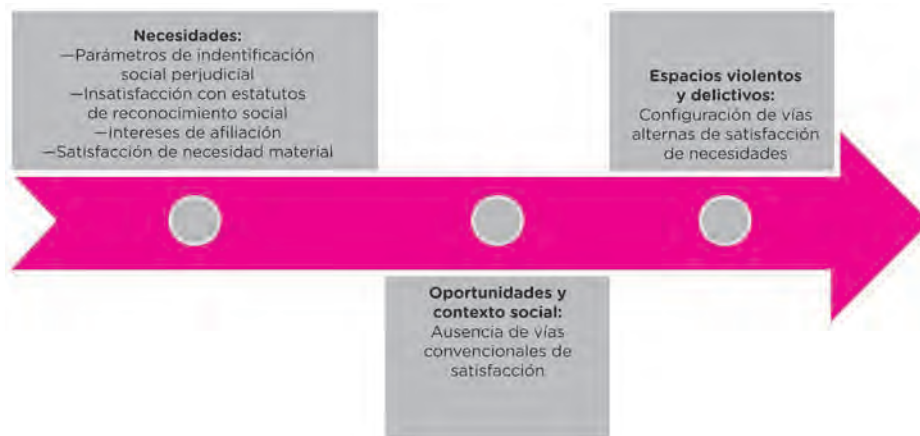 Necesidades:
—Parámetros de indentificación
social perjudicial
—Insatisfacción con estatutos
de reconocimiento social
—intereses de afiliación
—Satisfacción de necesidad material
Oportunidades y
contexto social:
Ausencia de vías
convencionales de
satisfacción
Espacios violentos
y delictivos:
Configuración de vías
alternas de satisfacción
de necesidades